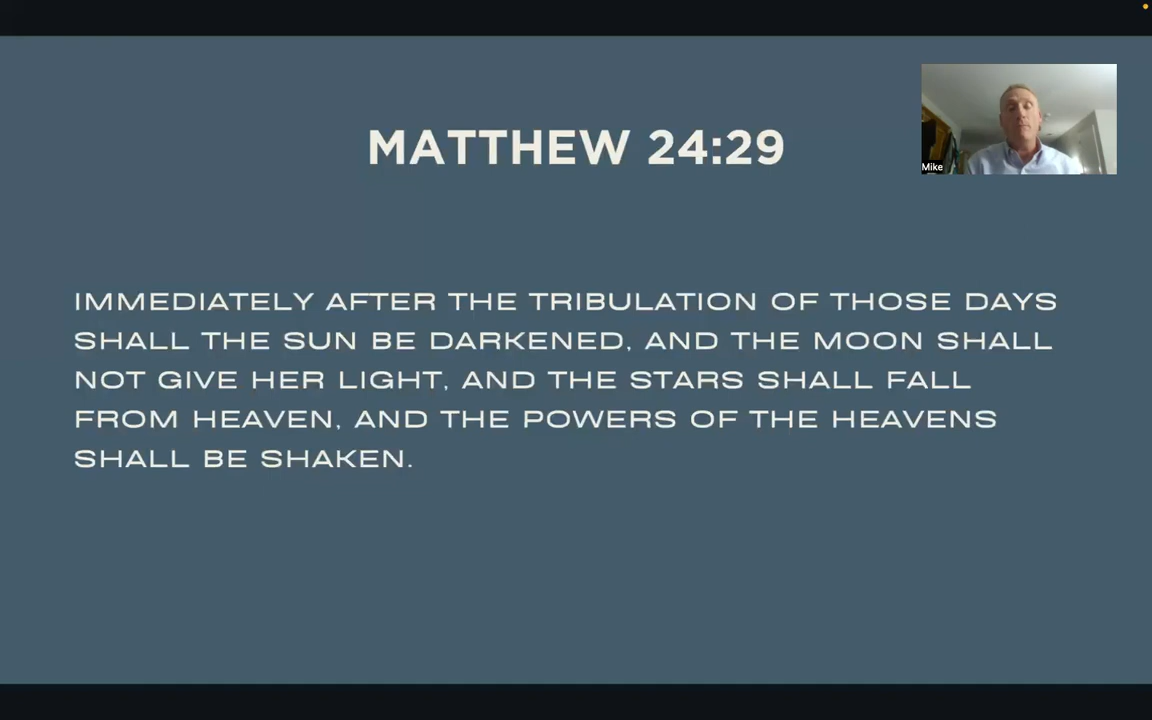 MATTHEW 24:29
Mike
IMMEDIATELY AFTER THE TRIBULATION OF THOSE DAYS
SHALL THE SUN BE DARKENED, AND THE MOON SHALL
NOT GIVE HER LIGHT, AND THE STARS SHALL FALL
FROM HEAVEN, AND THE POWERS OF THE HEAVENS
SHALL BE SHAKEN.